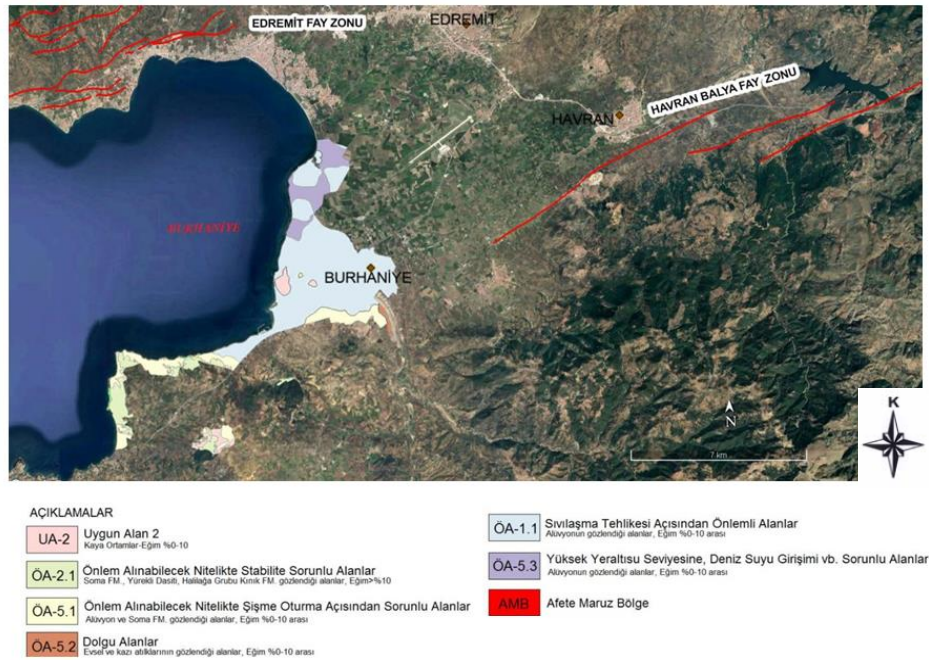 EDREMİT FAY ZONU
EDREMİT
HAVRAN BALYA FAY ZONU
HAVRAN
BURHANİYE
BURHANİYE
N
7 km
K
AÇIKLAMALAR
UA-2 Uygun Alan 2
Kaya Ortamlar-Eğim %0-10
ÖA-2.1 Önlem Alınabilecek Nitelikte Stabilite Sorunlu Alanlar
Soma FM., Yürekli Dasiti, Halilağa Grubu Kınık FM. gözlendiği alanlar, Eğim>%10
ÖA-5.1 Önlem Alınabilecek Nitelikte Şişme Oturma Açısından Sorunlu Alanlar
Alüvyon ve Soma FM. gözlendiği alanlar, Eğim %0-10 arası
ÖA-5.2 Dolgu Alanlar
Evsel ve kazı atıklarının gözlendiği alanlar, Eğim %0-10 arası
ÖA-1.1 Sıvılaşma Tehlikesi Açısından Önlemli Alanlar
Alüvyonun gözlendiği alanlar, Eğim %0-10 arası
ÖA-5.3 Yüksek Yeraltısu Seviyesine, Deniz Suyu Girişimi vb. Sorunlu Alanlar
Alüvyonun gözlendiği alanlar, Eğim %0-10 arası
AMB Afete Maruz Bölge